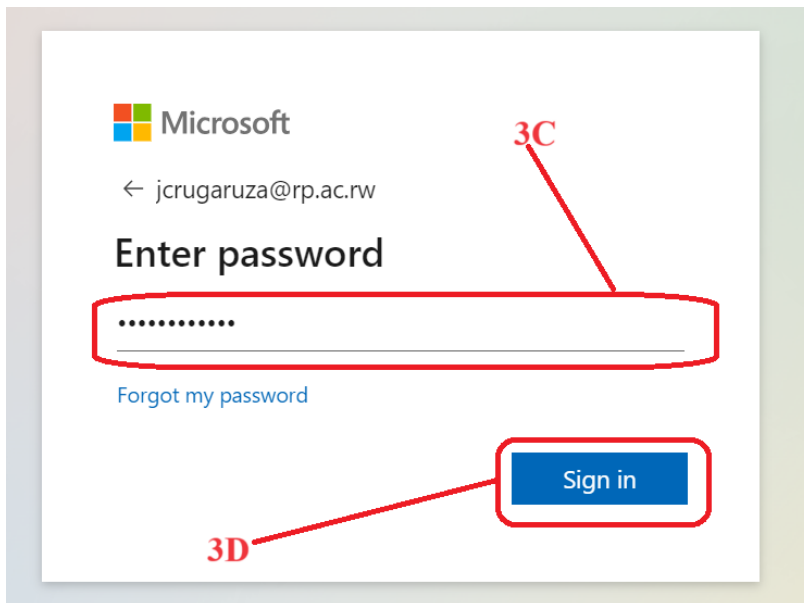 Microsoft
3C
← jcrugaruza@rp.ac.rw
Enter password
••••••••••••
Forgot my password
Sign in
3D